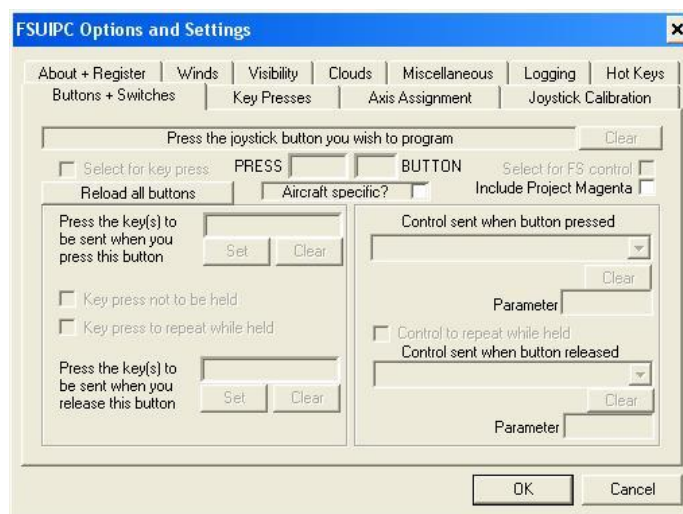 FSUIPC Options and Settings
About + Register Winds Visibility Clouds Miscellaneous Logging Hot Keys
Buttons + Switches Key Presses Axis Assignment Joystick Calibration
Press the joystick button you wish to program Clear
Select for key press PRESS BUTTON Select for FS control
Reload all buttons Aircraft specific? Include Project Magenta
Press the key(s) to
be sent when you
press this button
Set Clear
Key press not to be held
Key press to repeat while held
Press the key(s) to
be sent when you
release this button
Set Clear
Control sent when button pressed
Clear
Parameter
Control to repeat while held
Control sent when button released
Clear
Parameter
OK Cancel